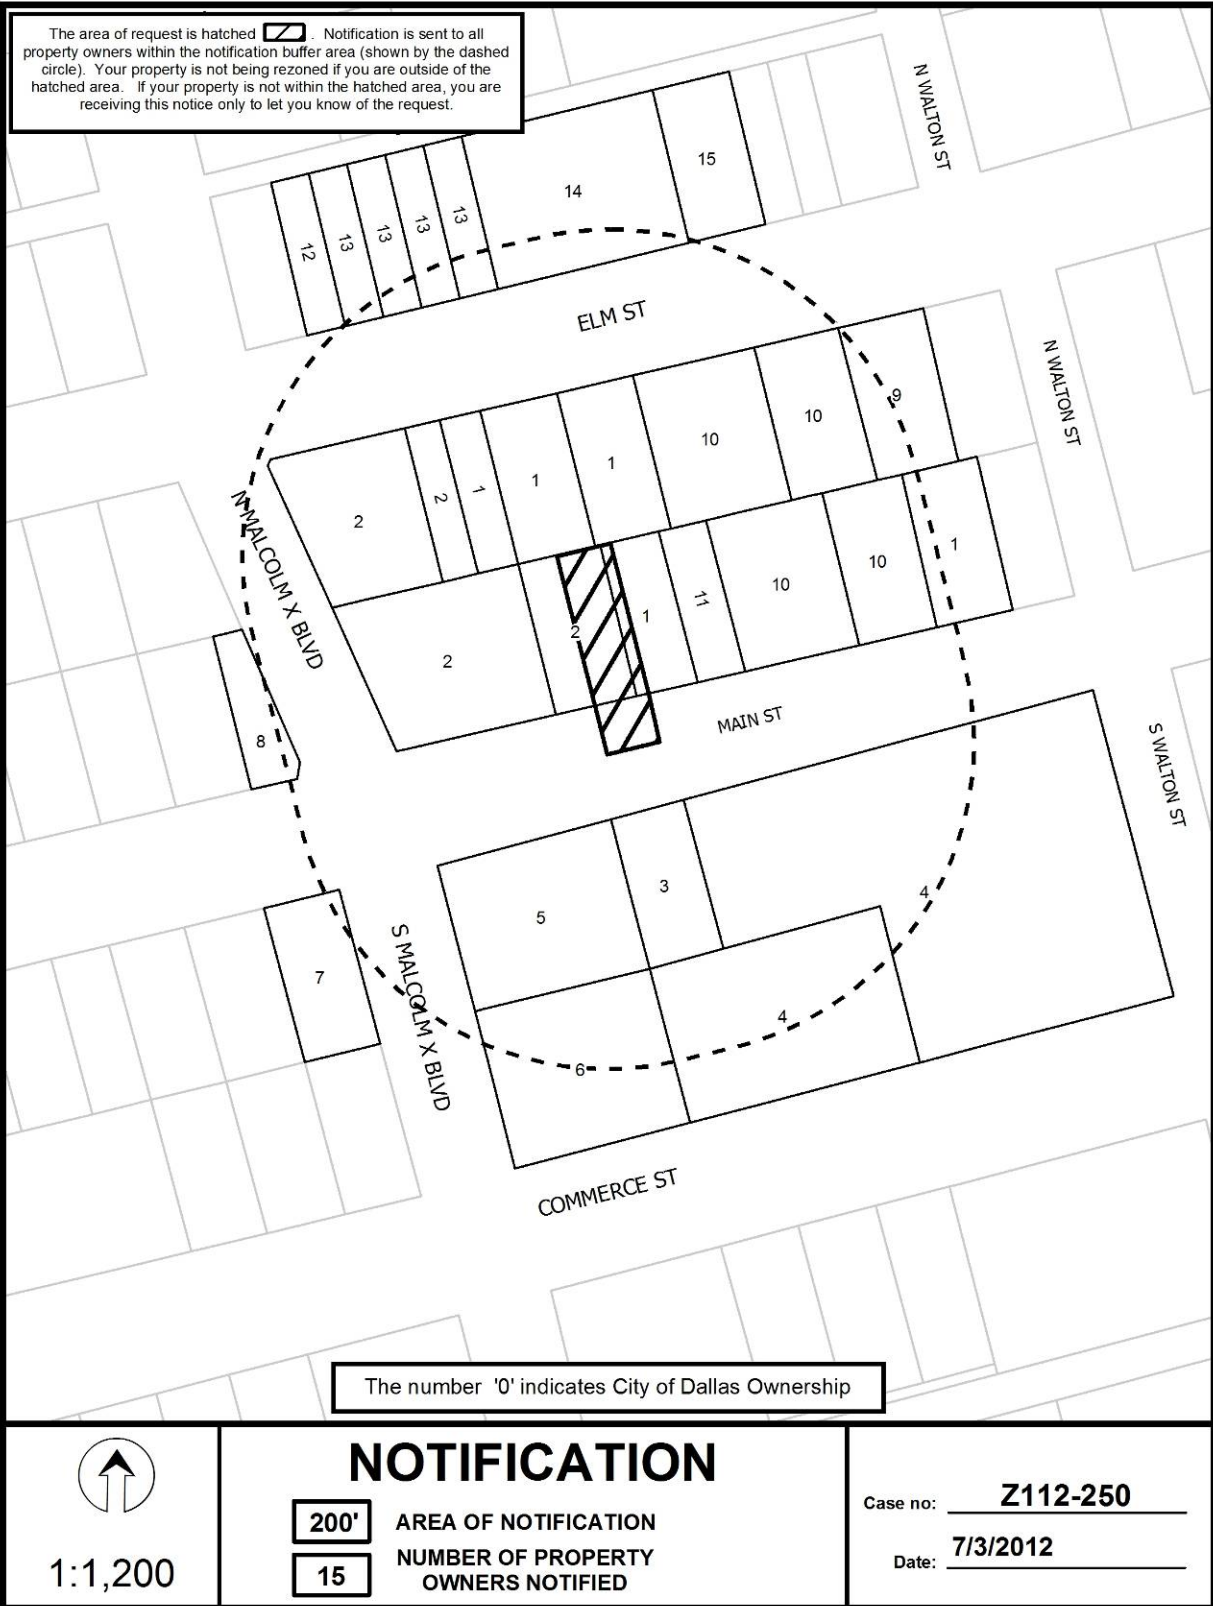 The area of request is hatched . Notification is sent to all
property owners within the notification buffer area (shown by the dashed
circle). Your property is not being rezoned if you are outside of the
hatched area. If your property is not within the hatched area, you are
receiving this notice only to let you know of the request.
N WALTON ST
15
14
13
13
13
13
12
ELM ST
N WALTON ST
9
10
10
1
1
1
2
2
N MALCOLM X BLVD
1
10
10
11
1
2
2
MAIN ST
8
S WALTON ST
3
4
5
7
S MALCOLM X BLVD
4
6
COMMERCE ST
The number '0' indicates City of Dallas Ownership
1:1,200
NOTIFICATION
200' AREA OF NOTIFICATION
15 NUMBER OF PROPERTY
OWNERS NOTIFIED
Case no: Z112-250
Date: 7/3/2012